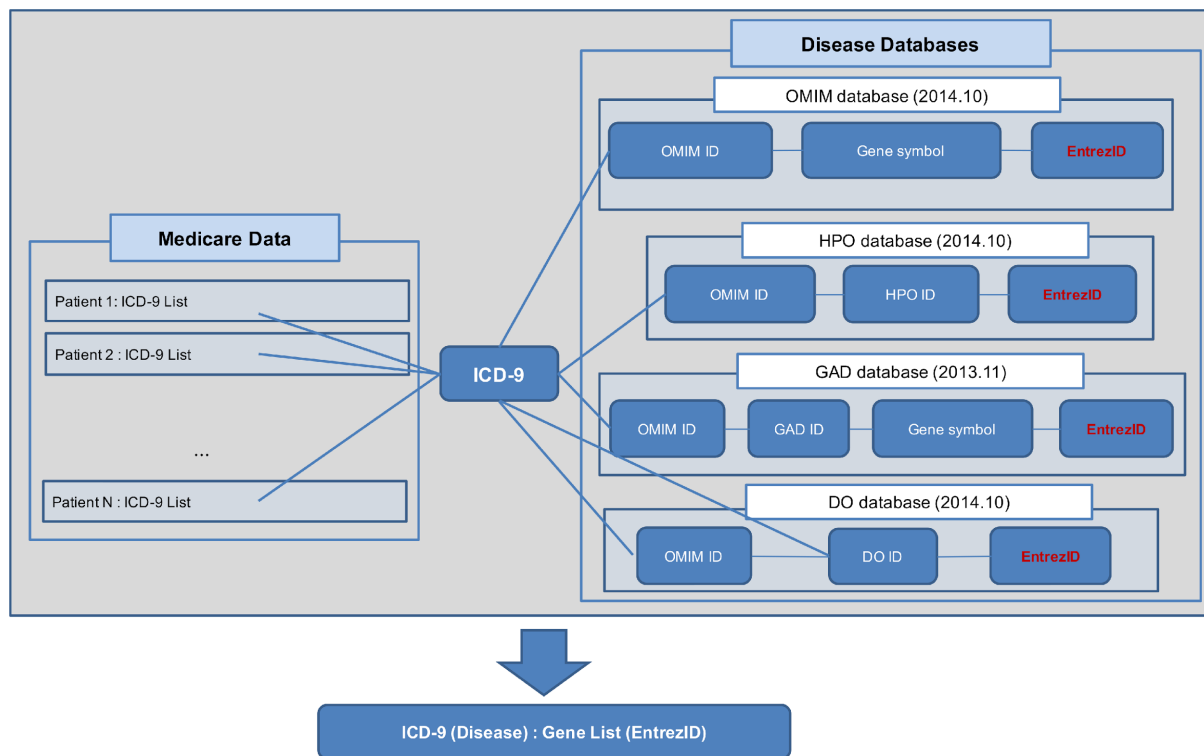 Disease Databases
OMIM database (2014.10)
OMIM ID
Gene symbol
EntrezID
Medicare Data
HPO database (2014.10)
OMIM ID
HPO ID
EntrezID
Patient 1: ICD-9 List
Patient 2 : ICD-9 List
...
Patient N : ICD-9 List
ICD-9
GAD database (2013.11)
OMIM ID
GAD ID
Gene symbol
EntrezID
DO database (2014.10)
OMIM ID
DO ID
EntrezID
ICD-9 (Disease) : Gene List (EntrezID)